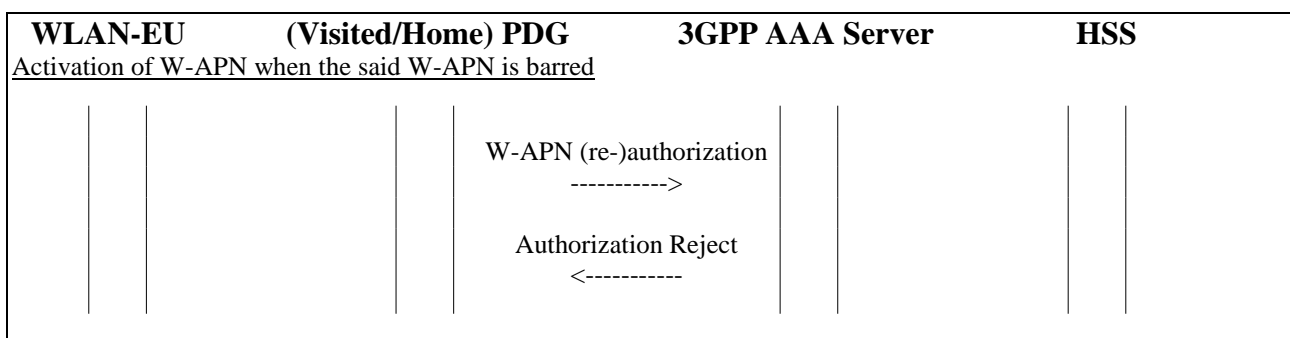 WLAN-EU (Visited/Home) PDG 3GPP AAA Server HSS
Activation of W-APN when the said W-APN is barred
W-APN (re-)authorization
----------->
Authorization Reject
<-----------